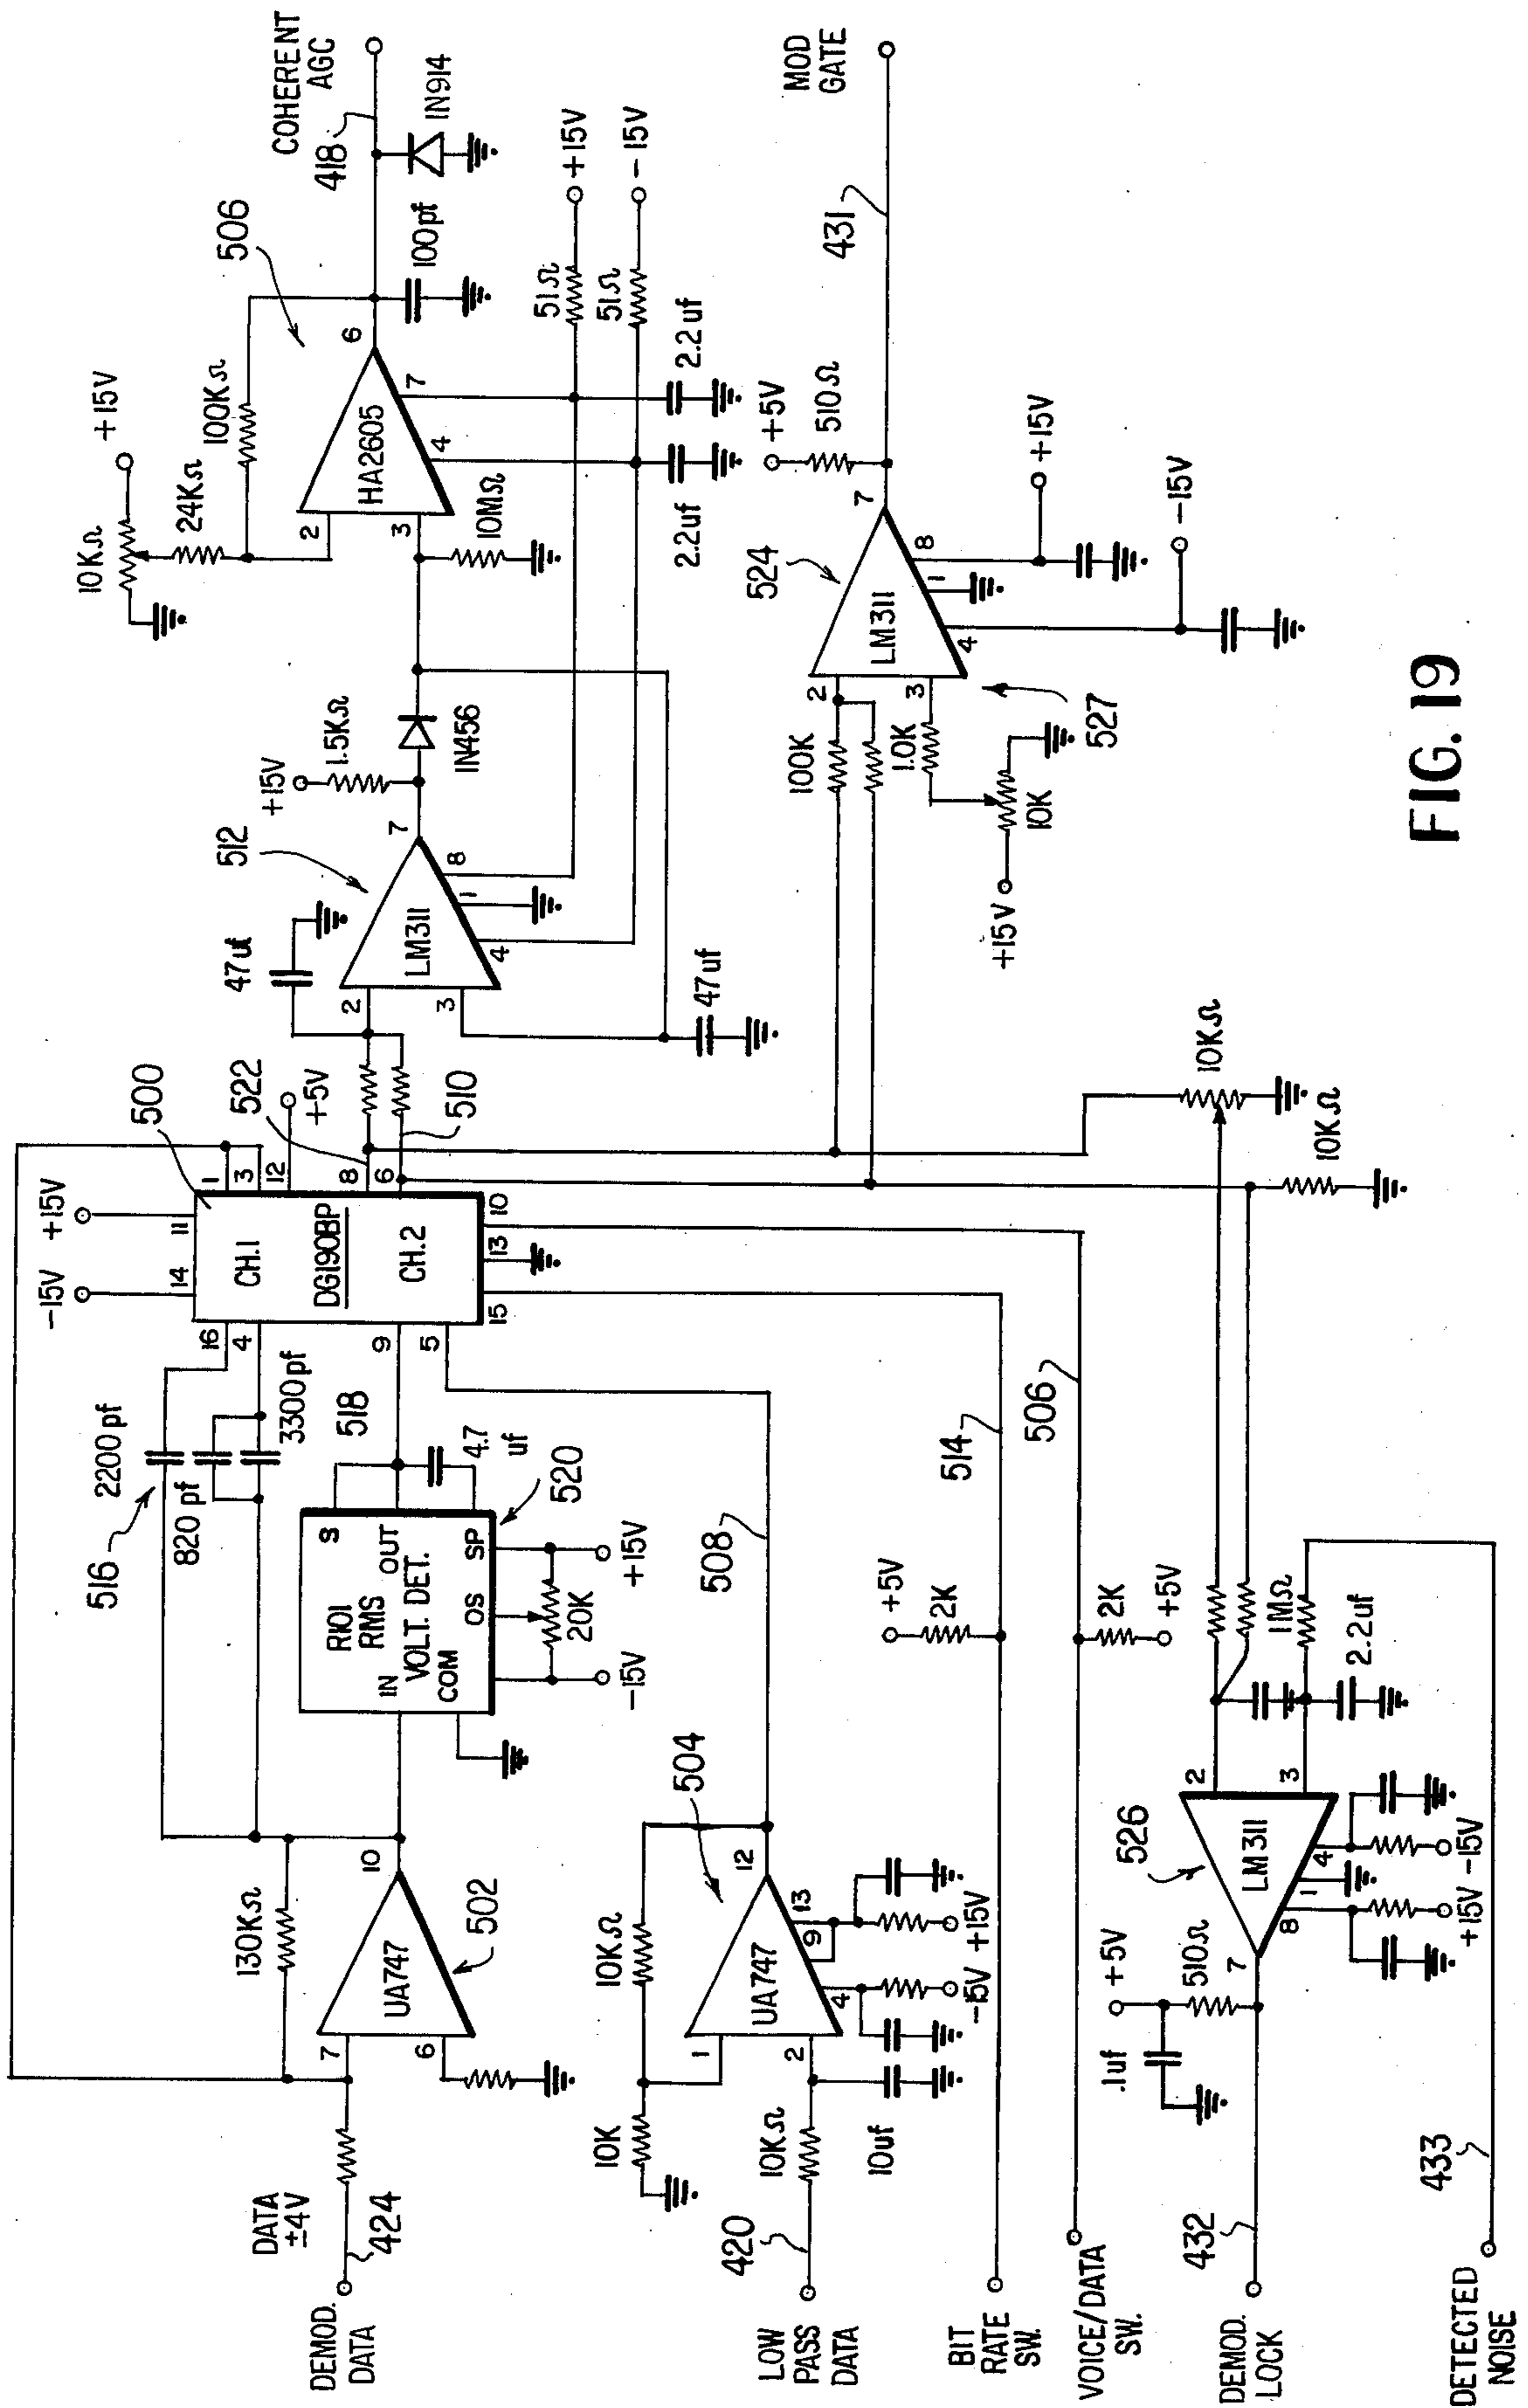 COHERENT
AGC
418
IN914
506
+15V
10KΩ
24KΩ
100KΩ
100pf
HA2605
2
3
6
7
4
10MΩ
51Ω
+15V
51Ω
-15V
2.2uf
2.2uf
+15V
1.5KΩ
IN456
512
LM311
2
3
7
8
1
4
47uf
47uf
MOD
GATE
431
+5V
510Ω
524
LM311
2
3
7
8
1
4
+15V
-15V
527
100K
1.0K
10K
+15V
500
522
+5V
510
+15V
-15V
11
14
1
3
12
8
6
10
13
15
16
4
9
5
CH.1
DG190BP
CH.2
516
2200pf
820pf
3300pf
518
4.7
uf
520
S
R101
RMS
OUT
IN
VOLT. DET.
COM
OS
SP
20K
-15V
+15V
130KΩ
10
UA747
7
6
502
DATA
±4V
424
DEMOD.
DATA
504
508
12
10KΩ
10K
UA747
1
2
13
9
4
+15V
-15V
10KΩ
10uf
420
LOW
PASS
DATA
514
+5V
2K
BIT
RATE
SW.
506
2K
+5V
VOICE/DATA
SW.
10KΩ
10KΩ
1MΩ
2.2uf
526
LM311
2
3
4
1
8
7
-15V
+15V
+5V
510Ω
.1uf
432
DEMOD.
LOCK
433
DETECTED
NOISE
FIG. 19